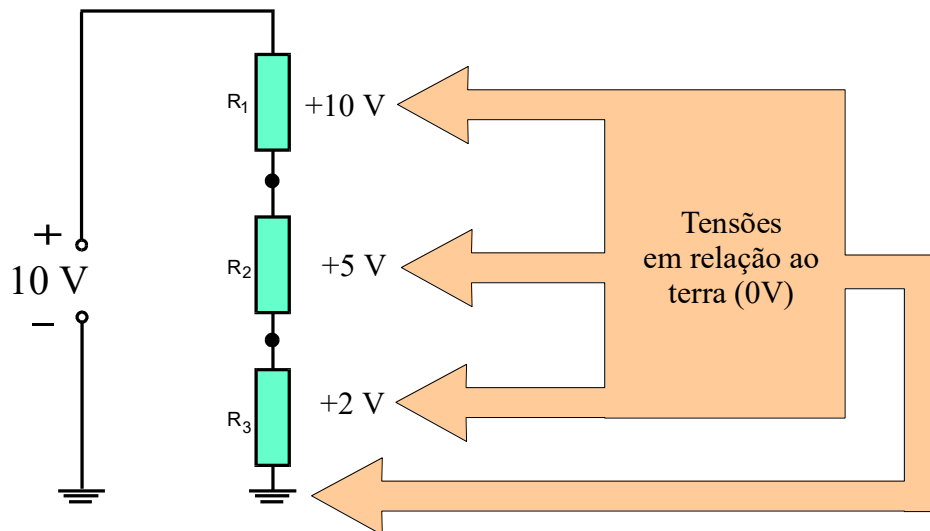 R1
+10 V
Tensões
em relação ao
terra (0V)
+
10 V
–
R2
+5 V
R3
+2 V